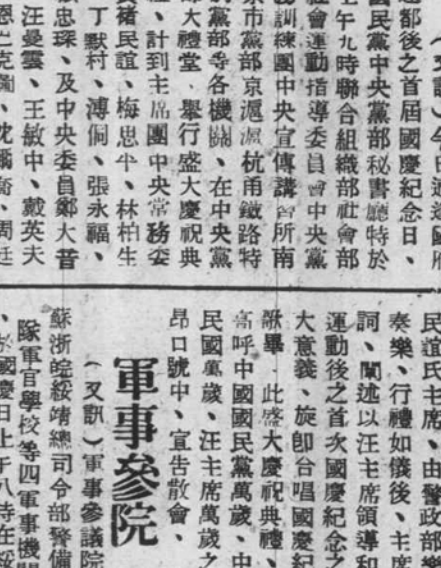 （又訊）今日為還都後之首屆國慶紀念日、
國民黨中央黨部秘書廳特於
上午九時聯合組織部社會部
社會運動指導委員會中央黨
務訓練團中央宣傳講習所南
京市黨部京滬滬杭甬鐵路特
別黨部等各機關、在中央黨
部大禮堂、舉行盛大慶祝典
禮、計到主席團中央常務委
褚民誼、梅思平、林柏生
丁默村、溥侗、張永福、
忠琛、及中央委員鄭大章
汪曼雲、王敏中、戴英夫
民誼氏主席、由警政部樂
奏樂、行禮如儀後、主席
詞、闡述以汪主席領導和
運動後之首次國慶紀念之
大意義、旋卽合唱國慶紀
歌畢、此盛大慶祝典禮、
高呼中國國民黨萬歲、中
民國萬歲、汪主席萬歲之
昂口號中、宣告散會、
軍事參院
（又訊）軍事參議院
蘇浙皖綏靖總司令部警備
隊軍官學校等四軍事機關
、於國慶日上午八時在綏